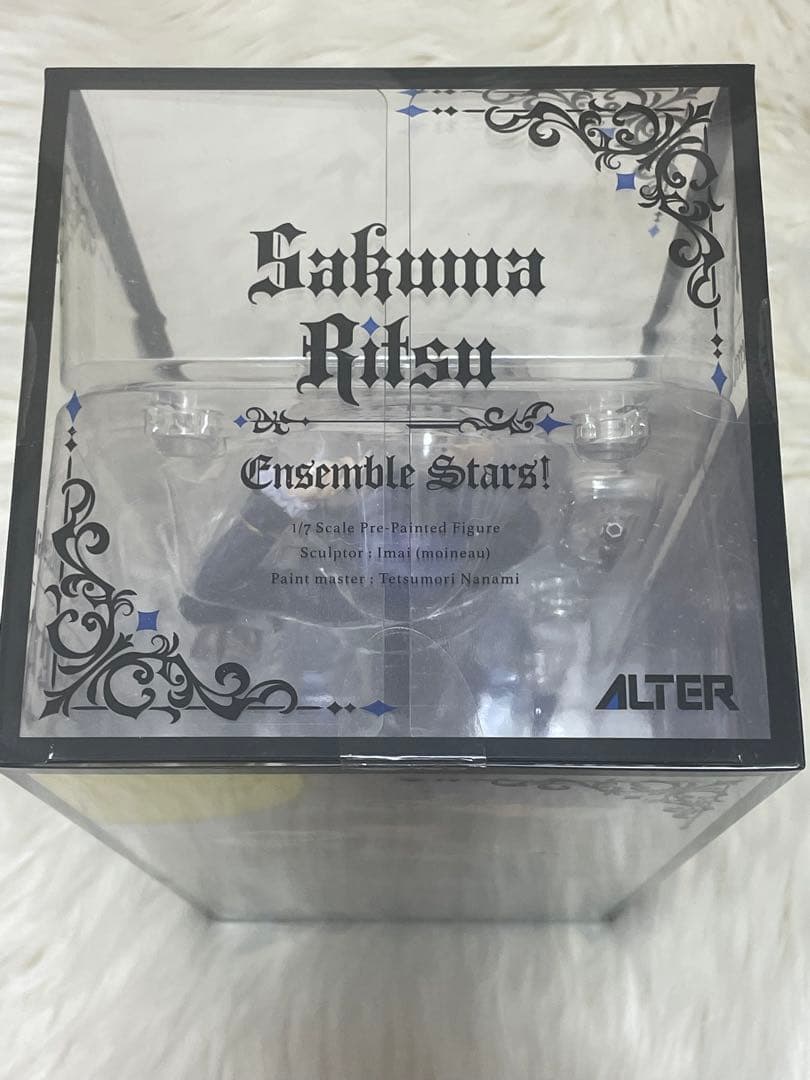 Sakuma
Ritsu
Ensemble Stars!
1/7 Scale Pre-Painted Figure
Sculptor : Imai (moineau)
Paint master : Tetsumori Nanami
ALTER